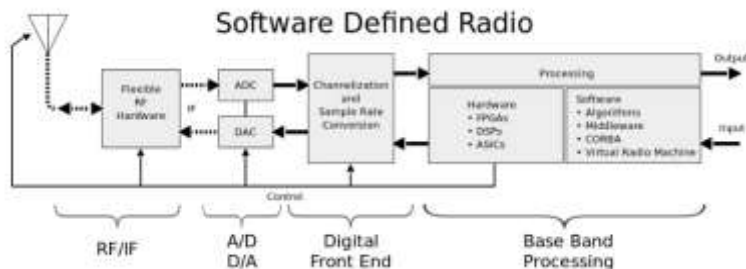 Software Defined Radio
Flexible
RF
Hardware
IF
ADC
DAC
Channelization
and
Sample Rate
Conversion
Processing
Hardware
• FPGAs
• DSPs
• ASICs
Software
• Algorithms
• Middleware
• CORBA
• Virtual Radio Machine
Output
Input
Control
RF/IF
A/D
D/A
Digital
Front End
Base Band
Processing